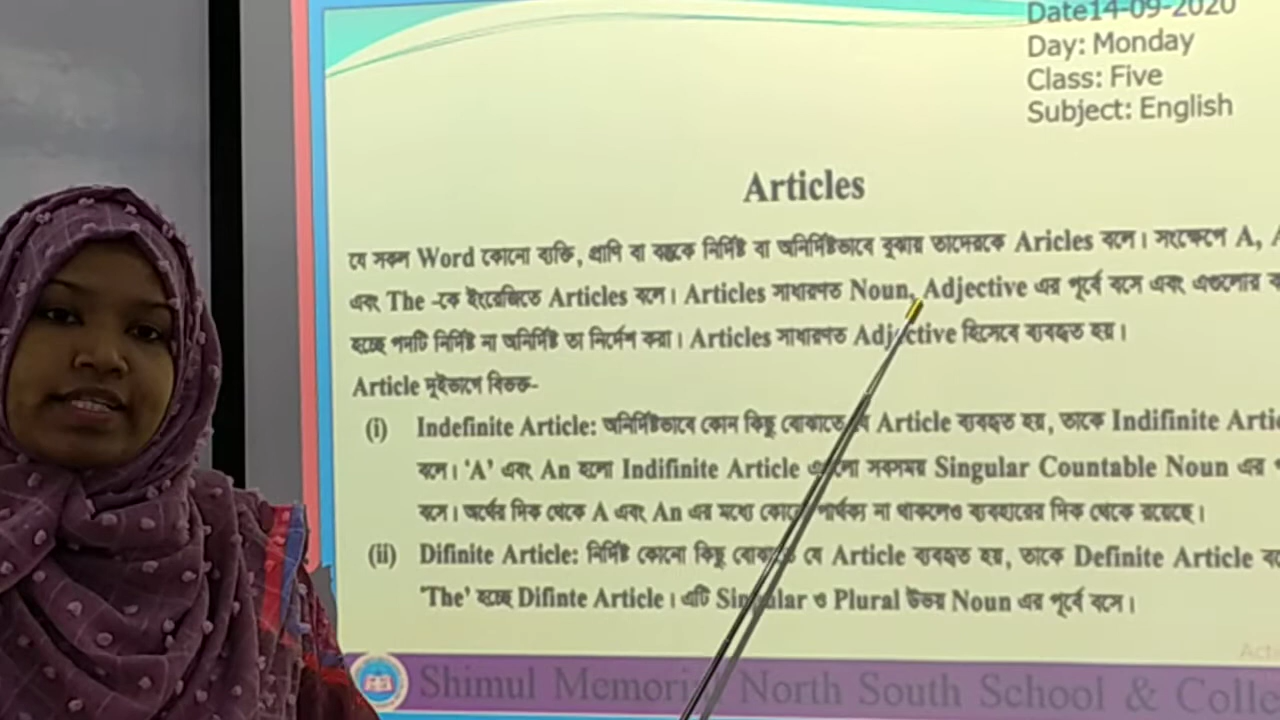 Date14-09-2020
Day: Monday
Class: Five
Subject: English
Articles
যে সকল Word কোনো ব্যক্তি, প্রাণি বা বস্তুকে নির্দিষ্ট বা অনির্দিষ্টভাবে বুঝায় তাদেরকে Aricles বলে। সংক্ষেপে A,
এবং The -কে ইংরেজিতে Articles বলে। Articles সাধারণত Noun, Adjective এর পূর্বে বসে এবং এগুলোর
হচ্ছে পদটি নির্দিষ্ট না অনির্দিষ্ট তা নির্দেশ করা। Articles সাধারণত Adjective হিসেবে ব্যবহৃত হয়।
Article দুইভাগে বিভক্ত-
(i) Indefinite Article: অনির্দিষ্টভাবে কোন কিছু বোঝাতে যে Article ব্যবহৃত হয়, তাকে Indifinite
বলে। 'A' এবং An হলো Indifinite Article সবসময় Singular Countable Noun এর
বসে। অর্থের দিক থেকে A এবং An এর মধ্যে কোনো পার্থক্য না থাকলেও ব্যবহারের দিক থেকে রয়েছে।
(ii) Difinite Article: নির্দিষ্ট কোনো কিছু বোঝাতে যে Article ব্যবহৃত হয়, তাকে Definite Article
'The' হচ্ছে Difinte Article। এটি Singular ও Plural উভয় Noun এর পূর্বে বসে।
Shimul Memorial North South School &